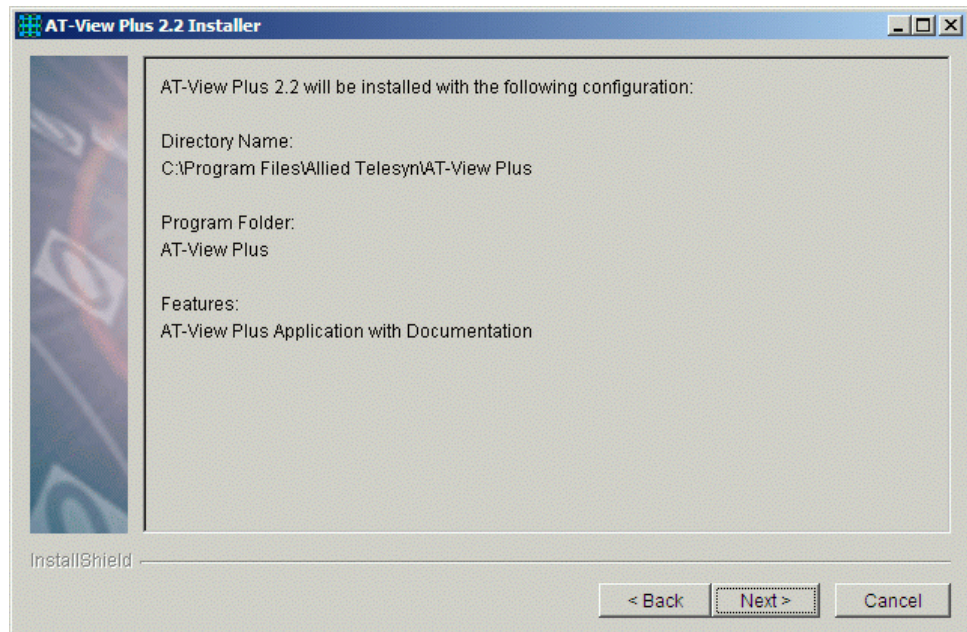 AT-View Plus 2.2 Installer
AT-View Plus 2.2 will be installed with the following configuration:
Directory Name:
C:\Program Files\Allied Telesyn\AT-View Plus
Program Folder:
AT-View Plus
Features:
AT-View Plus Application with Documentation
InstallShield
< Back Next > Cancel